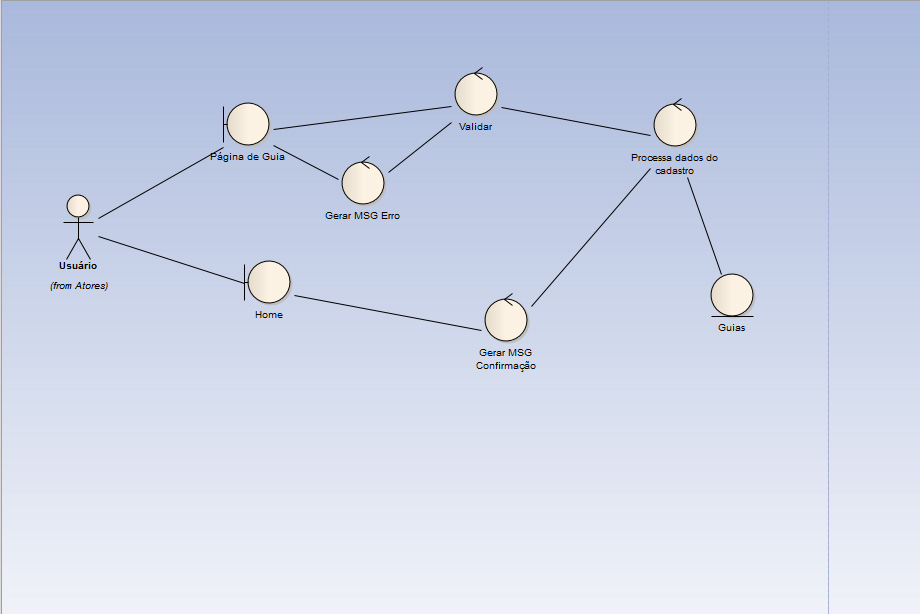 Validar
Página de Guia
Processa dados do
cadastro
Gerar MSG Erro
Usuário
(from Atores)
Home
Guias
Gerar MSG
Confirmação